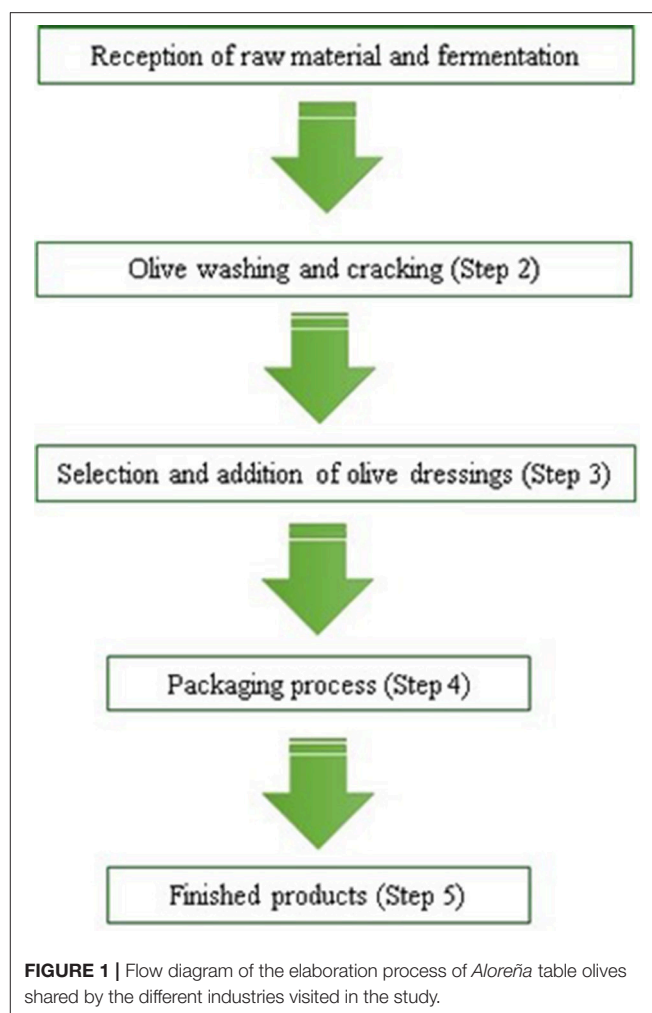 Reception of raw material and fermentation
Olive washing and cracking (Step 2)
Selection and addition of olive dressings (Step 3)
Packaging process (Step 4)
Finished products (Step 5)
FIGURE 1 | Flow diagram of the elaboration process of Aloreña table olives
shared by the different industries visited in the study.